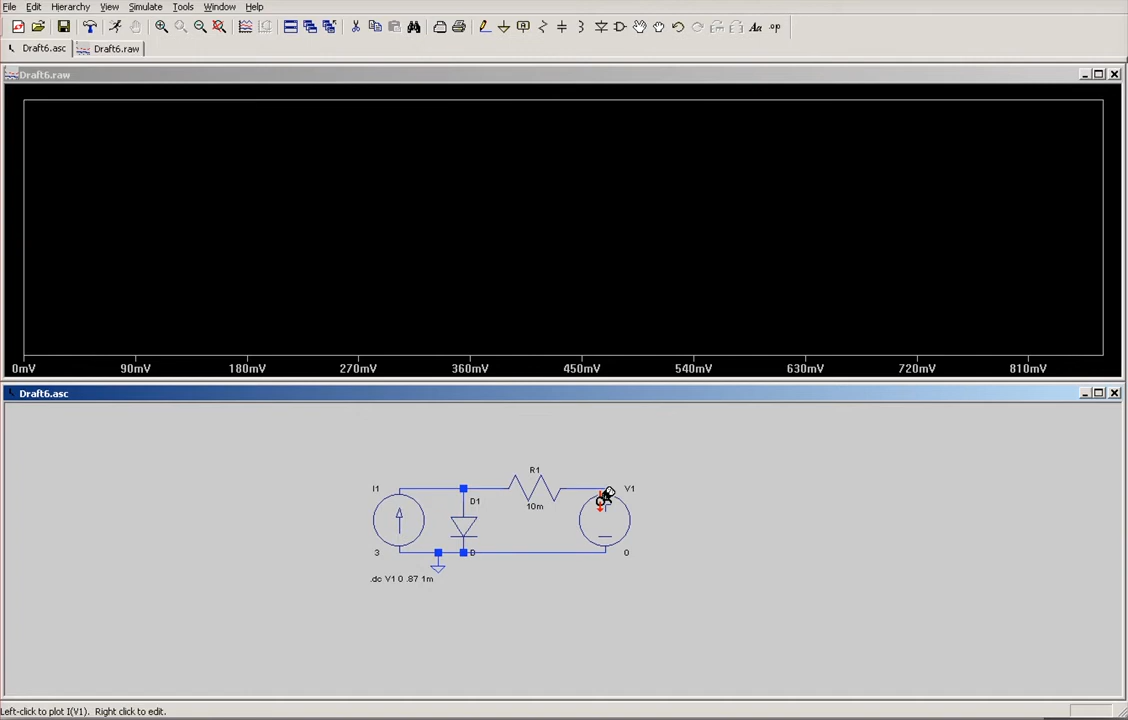 File Edit Hierarchy View Simulate Tools Window Help
Aa .op
Draft6.asc Draft6.raw
Draft6.raw
0mV 90mV 180mV 270mV 360mV 450mV 540mV 630mV 720mV 810mV
Draft6.asc
R1
I1 V1
D1
10m
3 D 0
.dc V1 0 .87 1m
Left-click to plot I(V1). Right click to edit.